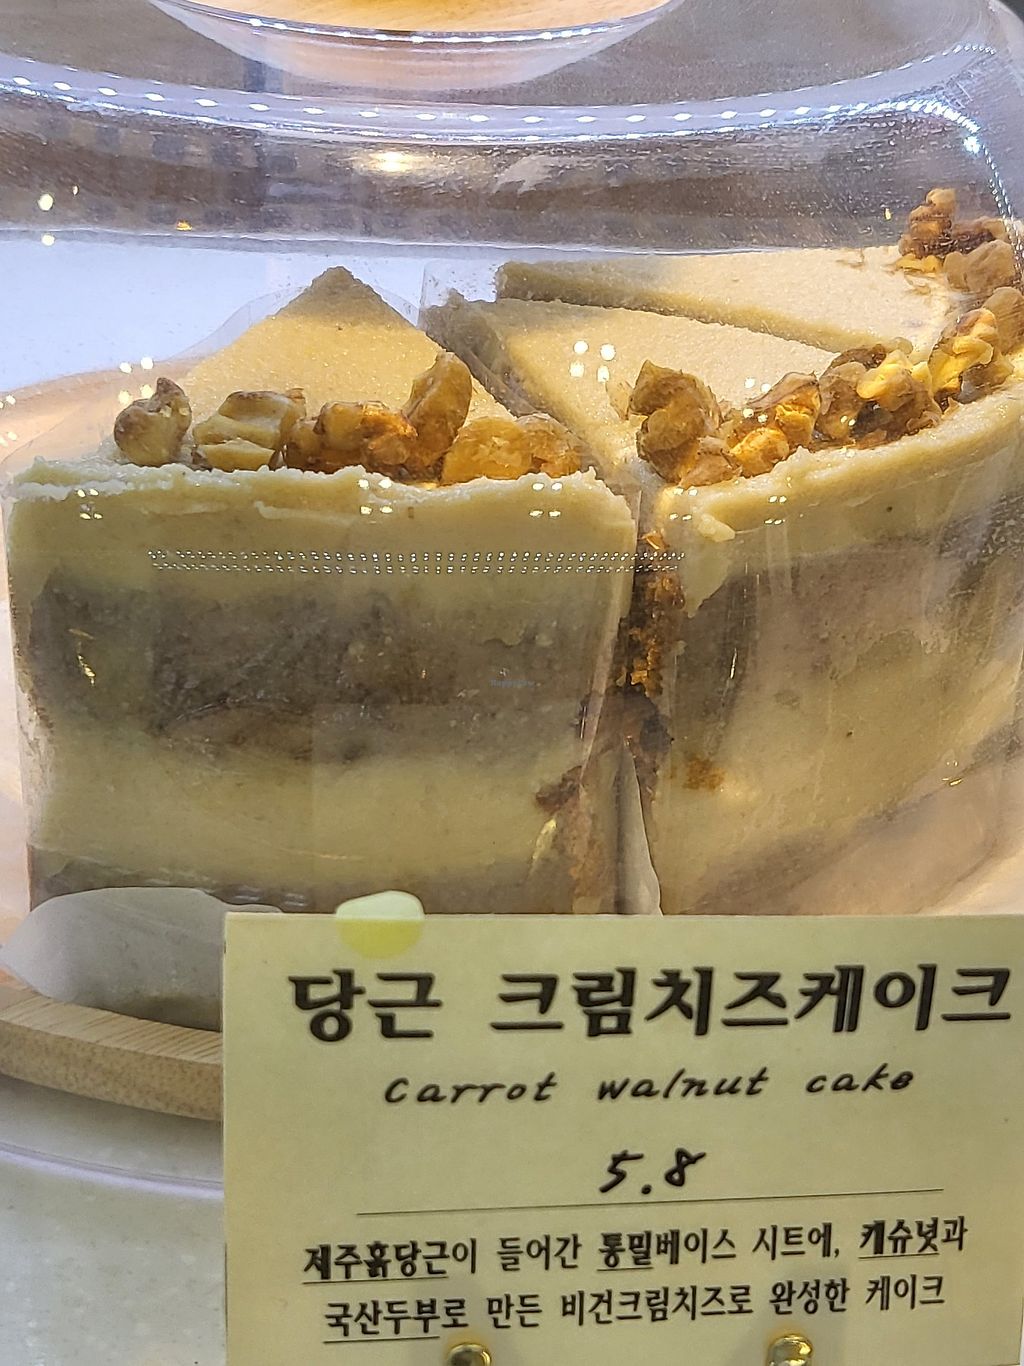 당근 크림치즈케이크
Carrot walnut cake
5.8
제주흙당근이 들어간 통밀베이스 시트에, 캐슈넛과
국산두부로 만든 비건크림치즈로 완성한 케이크